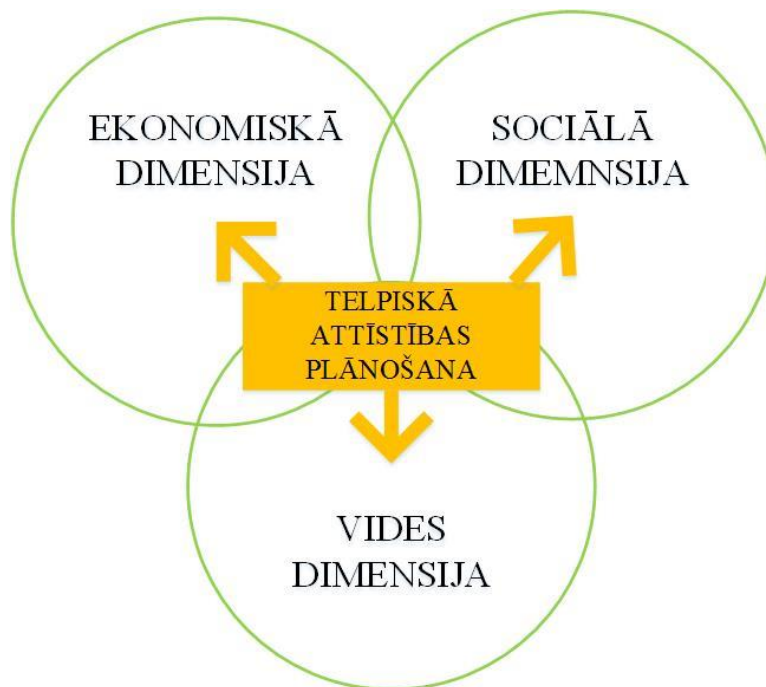 EKONOMISKĀ
DIMENSIJA
SOCIĀLĀ
DIMEMNSIJA
TELPISKĀ
ATTĪSTĪBAS
PLĀNOŠANA
VIDES
DIMENSIJA